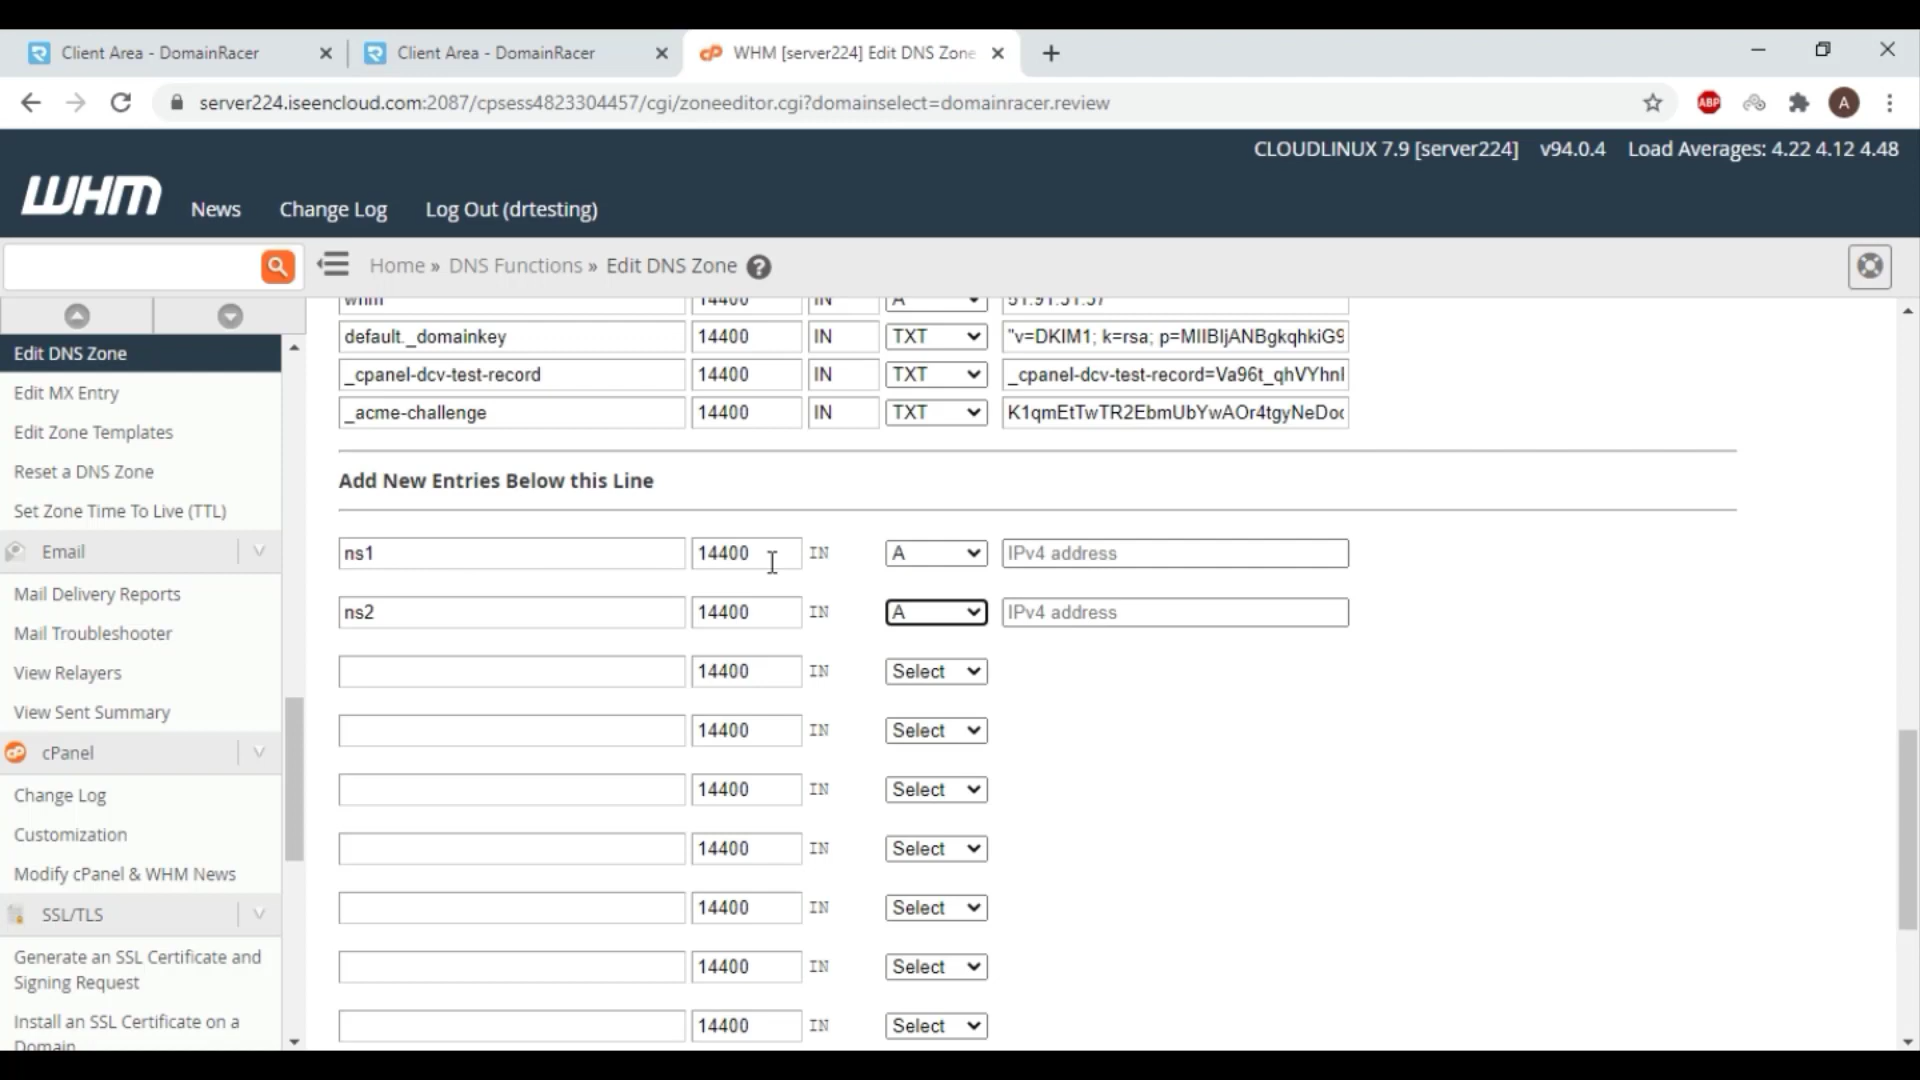 Client Area - DomainRacer
Client Area - DomainRacer
WHM [server224] Edit DNS Zone
server224.iseencloud.com:2087/cpsess4823304457/cgi/zoneeditor.cgi?domainselect=domainracer.review
ABP
A
CLOUDLINUX 7.9 [server224] v94.0.4 Load Averages: 4.22 4.12 4.48
WHM
News Change Log Log Out (drtesting)
Home » DNS Functions » Edit DNS Zone
Edit DNS Zone
Edit MX Entry
Edit Zone Templates
Reset a DNS Zone
Set Zone Time To Live (TTL)
Email
Mail Delivery Reports
Mail Troubleshooter
View Relayers
View Sent Summary
cPanel
Change Log
Customization
Modify cPanel & WHM News
SSL/TLS
Generate an SSL Certificate and
Signing Request
Install an SSL Certificate on a
Domain
whm 14400 IN A
default._domainkey 14400 IN TXT "v=DKIM1; k=rsa; p=MIIBIjANBgkqhkiG9
_cpanel-dcv-test-record 14400 IN TXT _cpanel-dcv-test-record=Va96t_qhVYhnl
_acme-challenge 14400 IN TXT K1qmEtTwTR2EbmUbYwAOr4tgyNeDoc
Add New Entries Below this Line
ns1 14400 IN A IPv4 address
ns2 14400 IN A IPv4 address
14400 IN Select
14400 IN Select
14400 IN Select
14400 IN Select
14400 IN Select
14400 IN Select
14400 IN Select